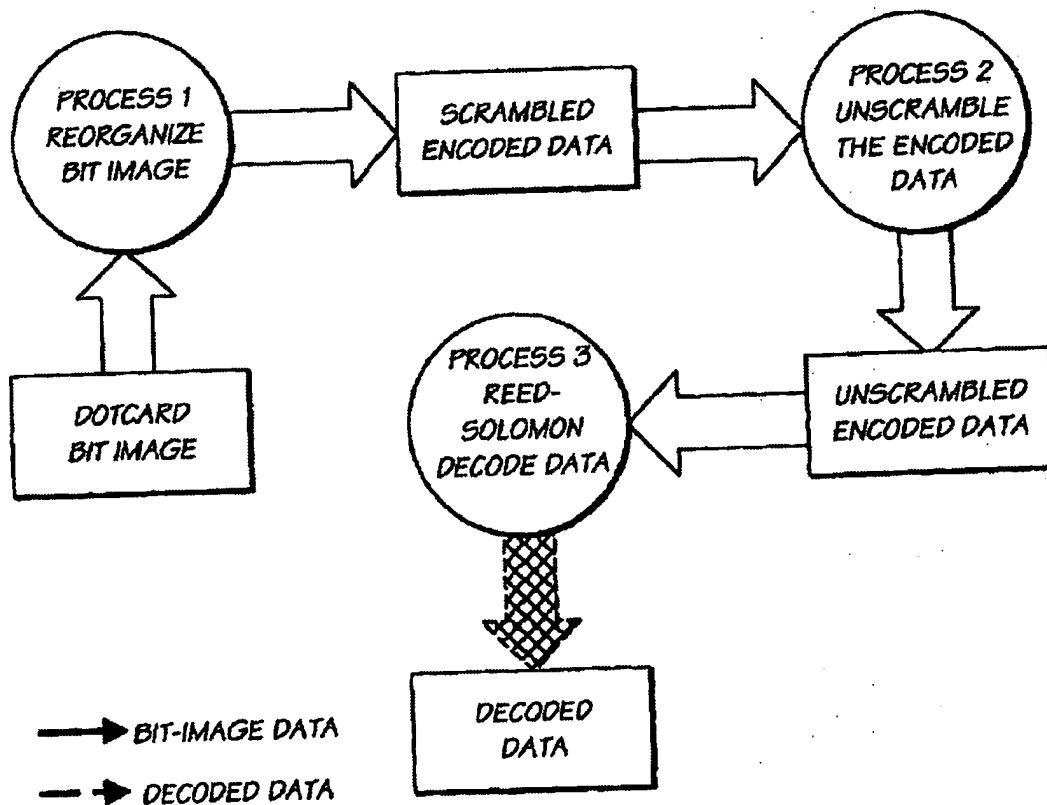 PROCESS 1
REORGANIZE
BIT IMAGE
SCRAMBLED
ENCODED DATA
PROCESS 2
UNSCRAMBLE
THE ENCODED
DATA
DOTCARD
BIT IMAGE
PROCESS 3
REED-
SOLOMON
DECODE DATA
UNSCRAMBLED
ENCODED DATA
DECODED
DATA
BIT-IMAGE DATA
DECODED DATA